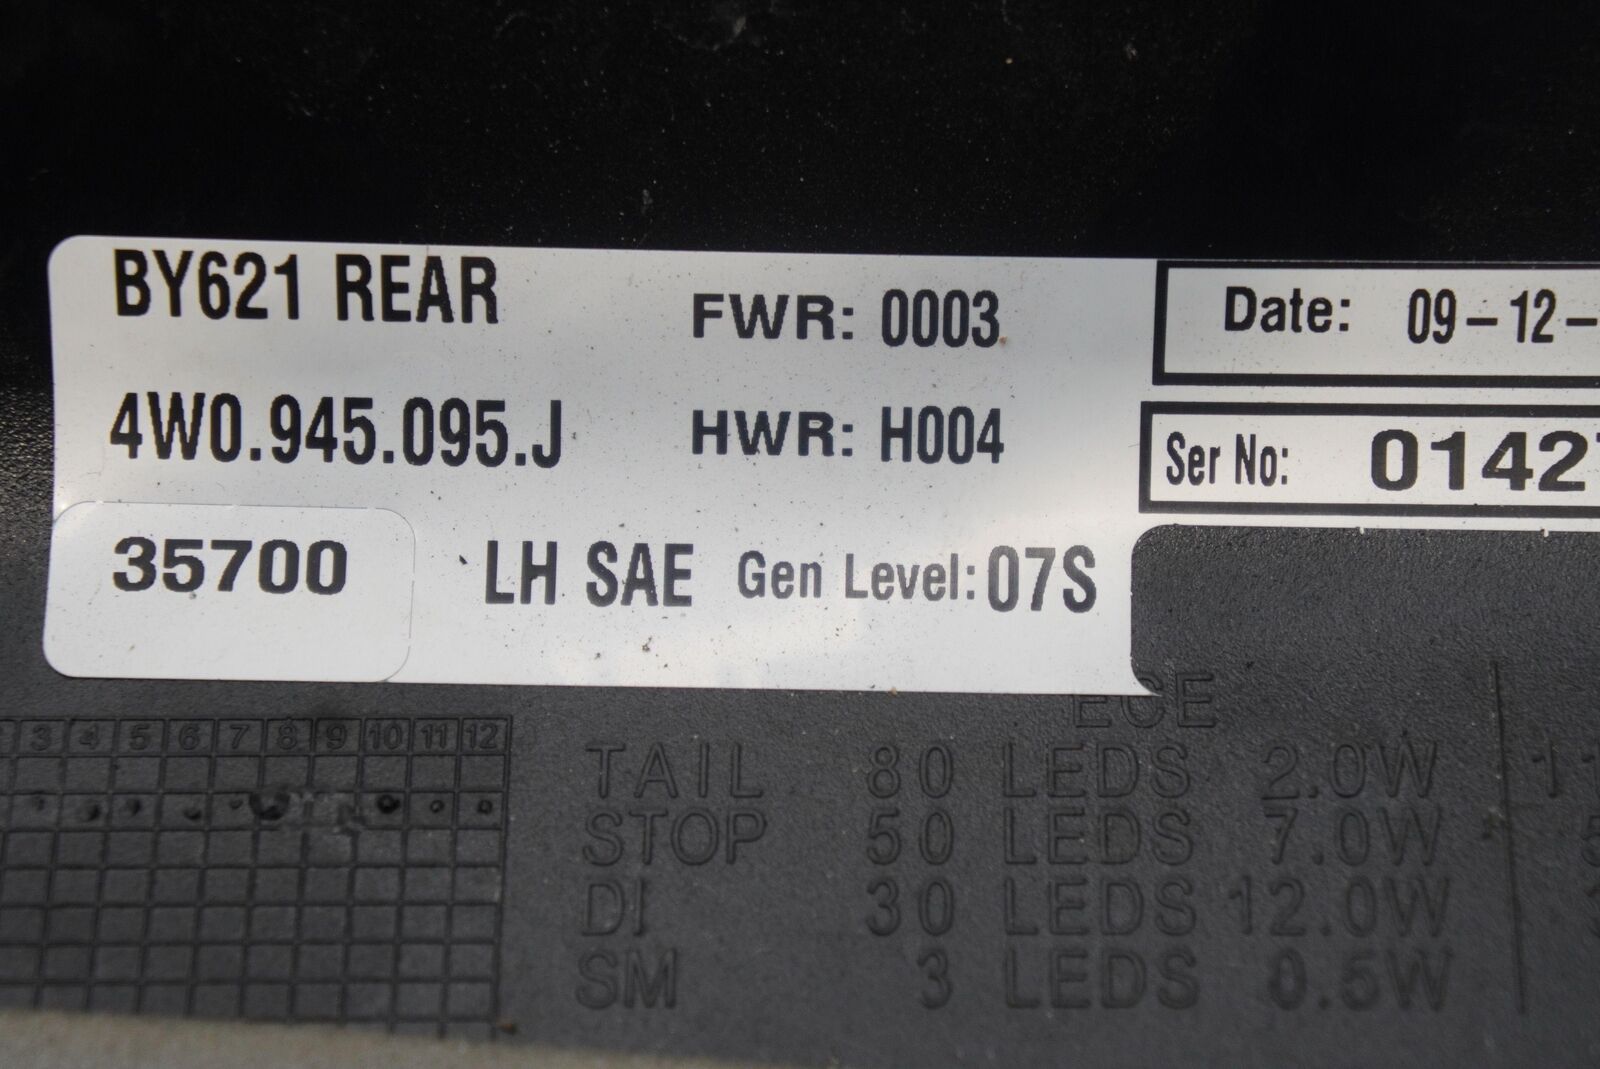 BY621 REAR FWR: 0003 Date: 09-12-
4W0.945.095.J HWR: H004 Ser No: 0142
35700 LH SAE Gen Level: 07S
ECE
3 4 5 6 7 8 9 10 11 12
TAIL 80 LEDS 2.0W
STOP 50 LEDS 7.0W
DI 30 LEDS 12.0W
SM 3 LEDS 0.5W